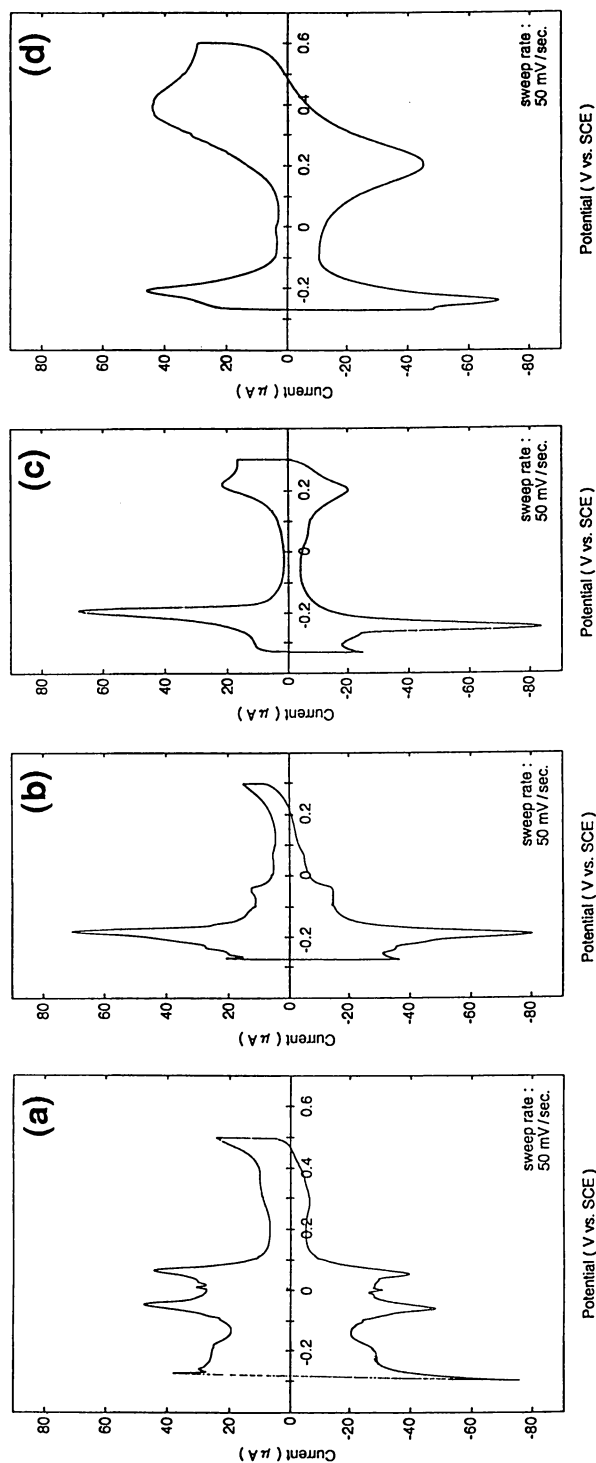 (a)
80
60
40
20
0
-20
-40
-60
-80
Current ( μA )
-0.2 0 0.2 0.4 0.6
sweep rate :
50 mV/sec.
Potential ( V vs. SCE )
(b)
80
60
40
20
0
-20
-40
-60
-80
Current ( μA )
-0.2 0 0.2
sweep rate :
50 mV/sec.
Potential ( V vs. SCE )
(c)
80
60
40
20
0
-20
-40
-60
-80
Current ( μA )
-0.2 0 0.2
sweep rate :
50 mV/sec.
Potential ( V vs. SCE )
(d)
80
60
40
20
0
-20
-40
-60
-80
Current ( μA )
-0.2 0 0.2 0.4 0.6
sweep rate :
50 mV/sec.
Potential ( V vs. SCE )